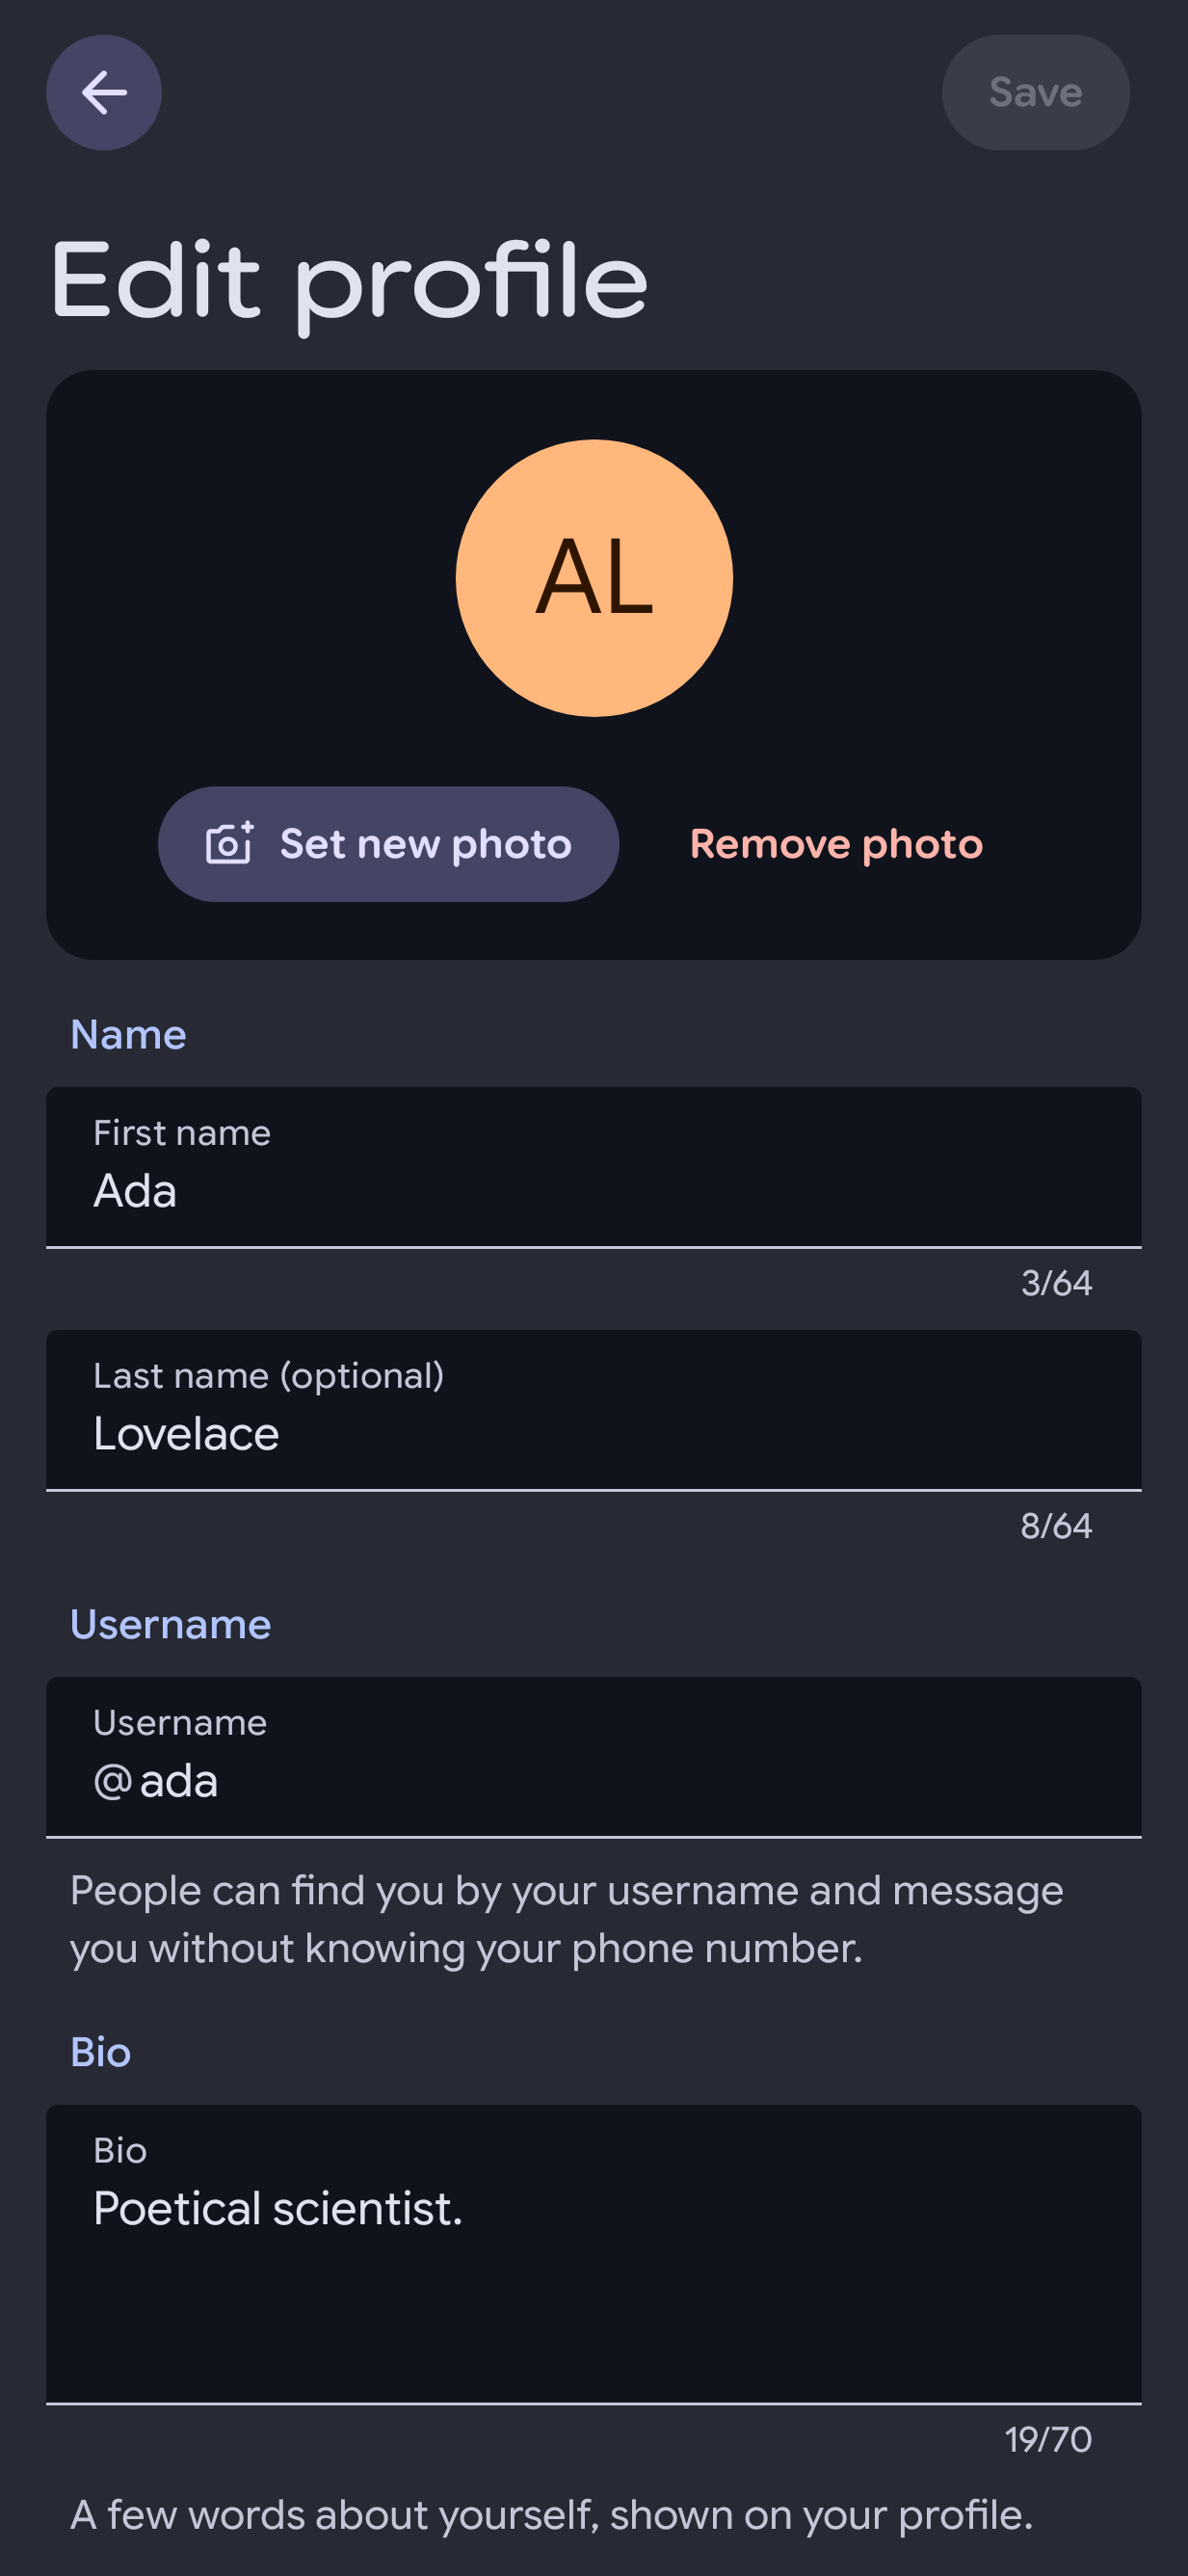 Save
Edit profile
AL
Set new photo
Remove photo
Name
First name
Ada
3/64
Last name (optional)
Lovelace
8/64
Username
Username
@ada
People can find you by your username and message
you without knowing your phone number.
Bio
Bio
Poetical scientist.
19/70
A few words about yourself, shown on your profile.